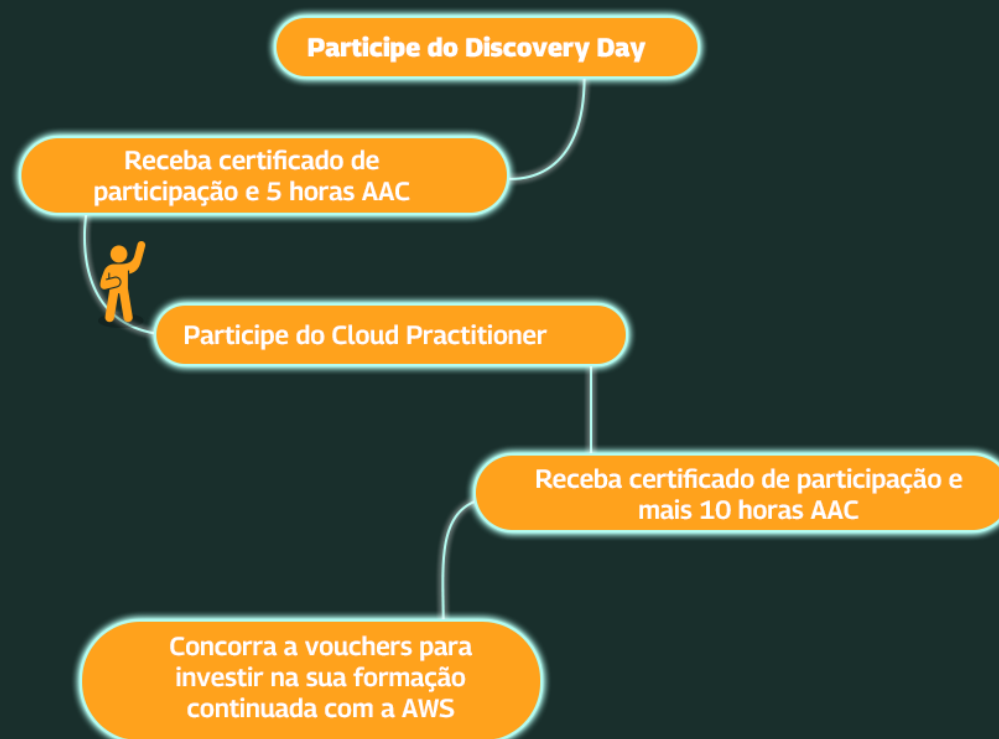 Participe do Discovery Day
Receba certificado de
participação e 5 horas AAC
Participe do Cloud Practitioner
Receba certificado de participação e
mais 10 horas AAC
Concorra a vouchers para
investir na sua formação
continuada com a AWS